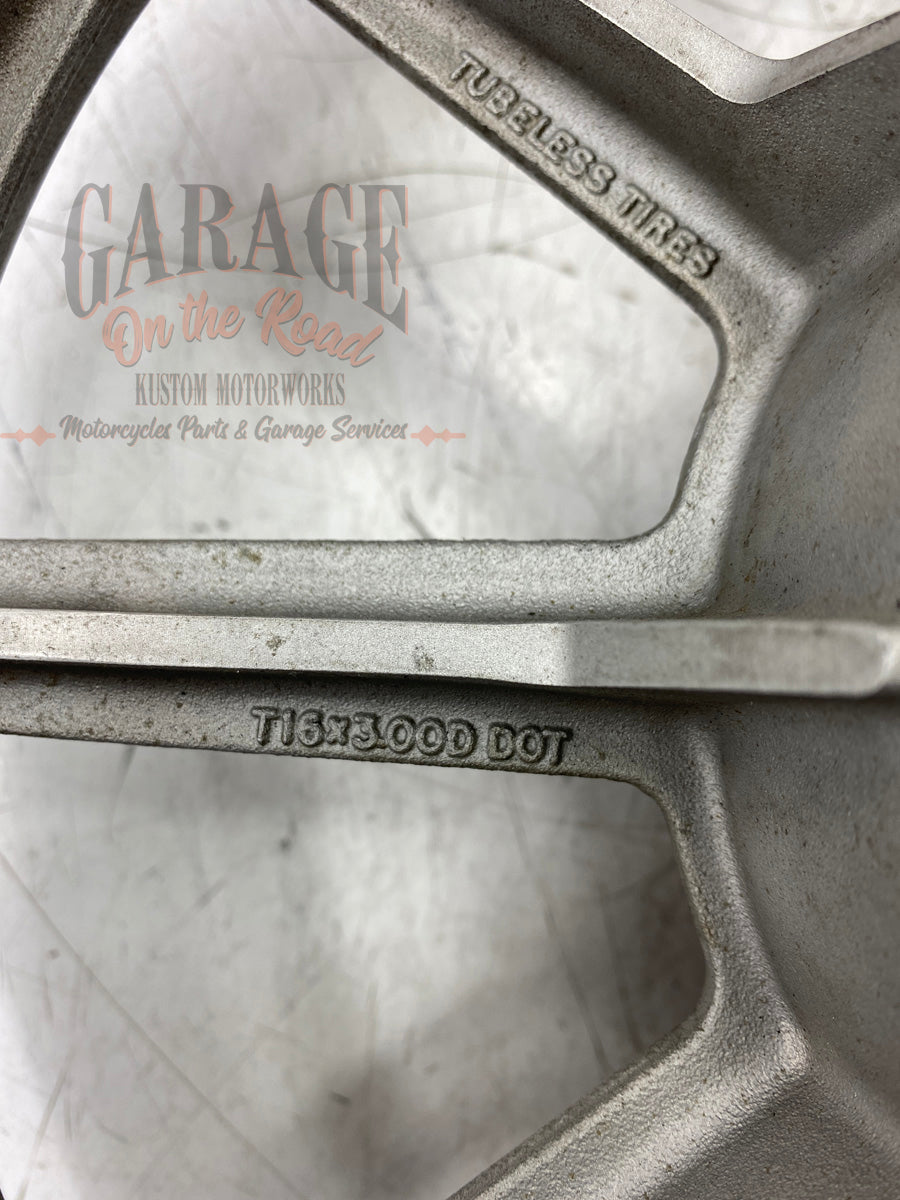 TUBELESS TIRES
GARAGE
On the Road
KUSTOM MOTORWORKS
Motorcycles Parts & Garage Services
T16x3.00D DOT